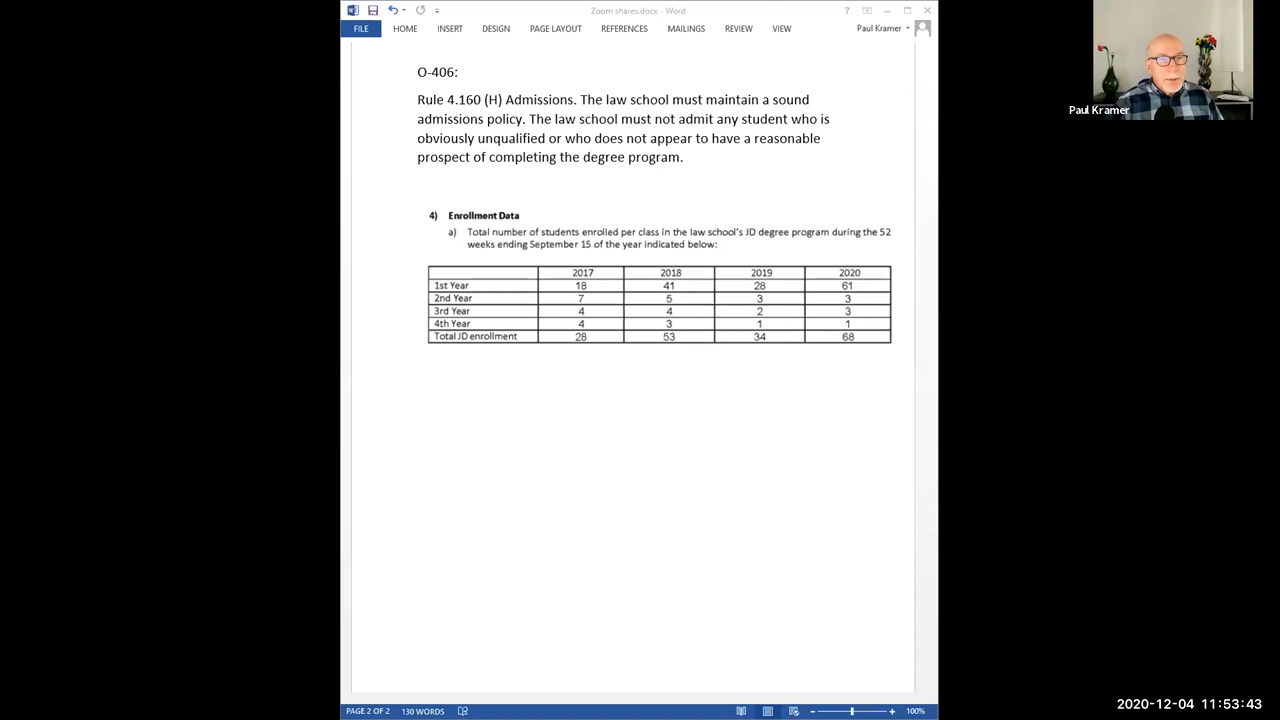 Zoom shares.docx - Word
FILE HOME INSERT DESIGN PAGE LAYOUT REFERENCES MAILINGS REVIEW VIEW Paul Kramer
O-406:
Rule 4.160 (H) Admissions. The law school must maintain a sound
admissions policy. The law school must not admit any student who is
obviously unqualified or who does not appear to have a reasonable
prospect of completing the degree program.
4) Enrollment Data
a) Total number of students enrolled per class in the law school's JD degree program during the 52
weeks ending September 15 of the year indicated below:
2017 2018 2019 2020
1st Year 18 41 28 61
2nd Year 7 5 3 3
3rd Year 4 4 2 3
4th Year 4 3 1 1
Total JD enrollment 28 53 34 68
PAGE 2 OF 2 130 WORDS 100%
Paul Kramer
2020-12-04 11:53:43